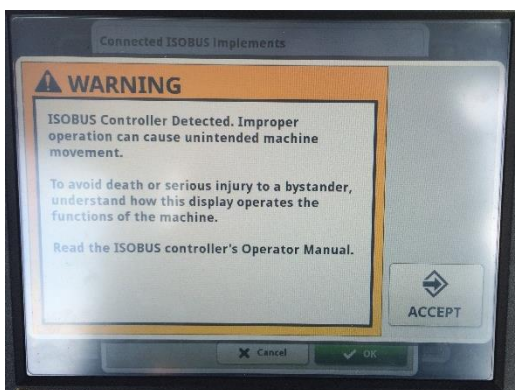 Connected ISOBUS Implements
WARNING
ISOBUS Controller Detected. Improper
operation can cause unintended machine
movement.
To avoid death or serious injury to a bystander,
understand how this display operates the
functions of the machine.
Read the ISOBUS controller's Operator Manual.
ACCEPT
Cancel
OK